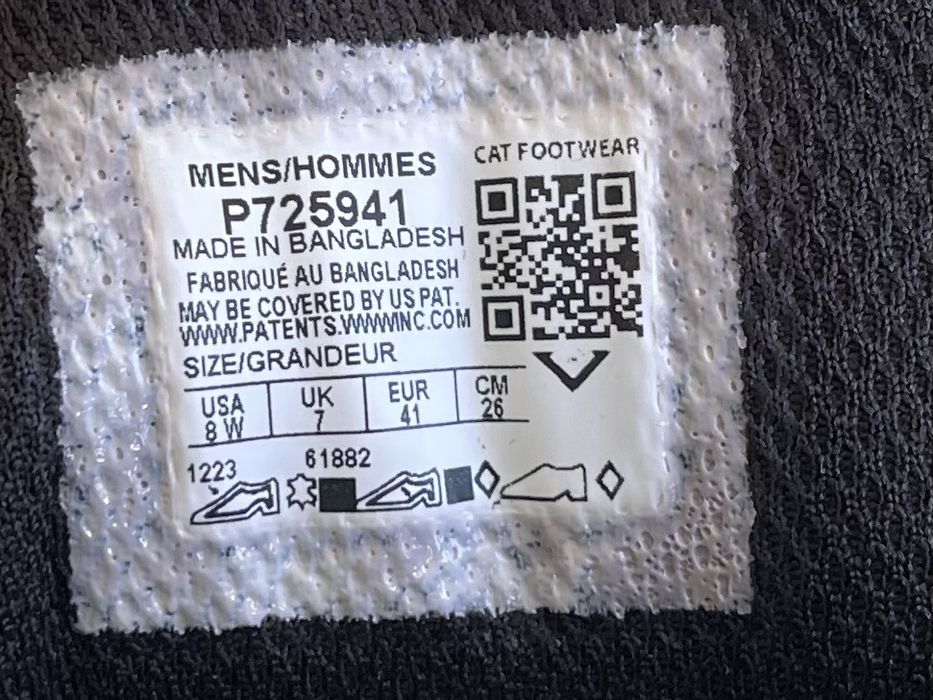 MENS/HOMMES
CAT FOOTWEAR
P725941
MADE IN BANGLADESH
FABRIQUÉ AU BANGLADESH
MAY BE COVERED BY US PAT.
WWW.PATENTS.WWWINC.COM
SIZE/GRANDEUR
USA UK EUR CM
8 W 7 41 26
1223 61882